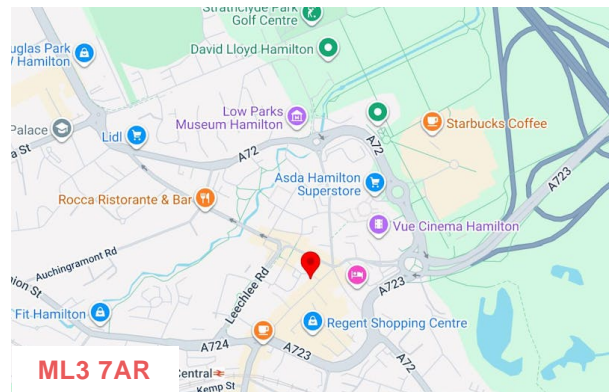 Strathclyde Park
Golf Centre
David Lloyd Hamilton
uglas Park
Hamilton
Low Parks
Museum Hamilton
Starbucks Coffee
Palace
Lidl
a St
A72
A72
A723
Asda Hamilton
Superstore
Rocca Ristorante & Bar
Vue Cinema Hamilton
Auchingramont Rd
Leechlee Rd
nion St
A723
Fit Hamilton
Regent Shopping Centre
A724
A723
A72
ML3 7AR
Central
Kemp St